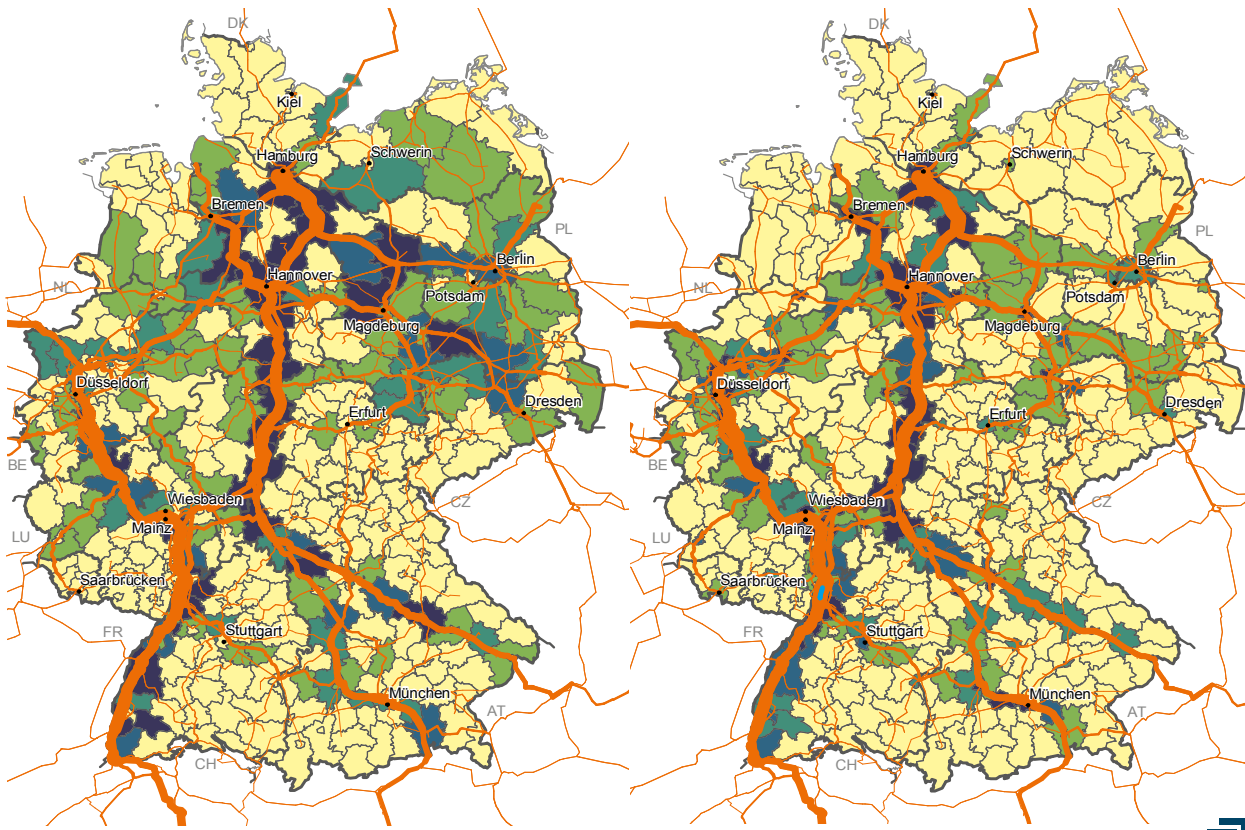 DK
Kiel
Hamburg
Schwerin
Bremen
PL
Hannover
Berlin
NL
Potsdam
Magdeburg
Düsseldorf
Erfurt
Dresden
BE
Wiesbaden
CZ
Mainz
LU
Saarbrücken
FR
Stuttgart
München
AT
CH
DK
Kiel
Hamburg
Schwerin
Bremen
PL
Hannover
Berlin
NL
Potsdam
Magdeburg
Düsseldorf
Erfurt
Dresden
BE
Wiesbaden
CZ
Mainz
LU
Saarbrücken
FR
Stuttgart
München
AT
CH